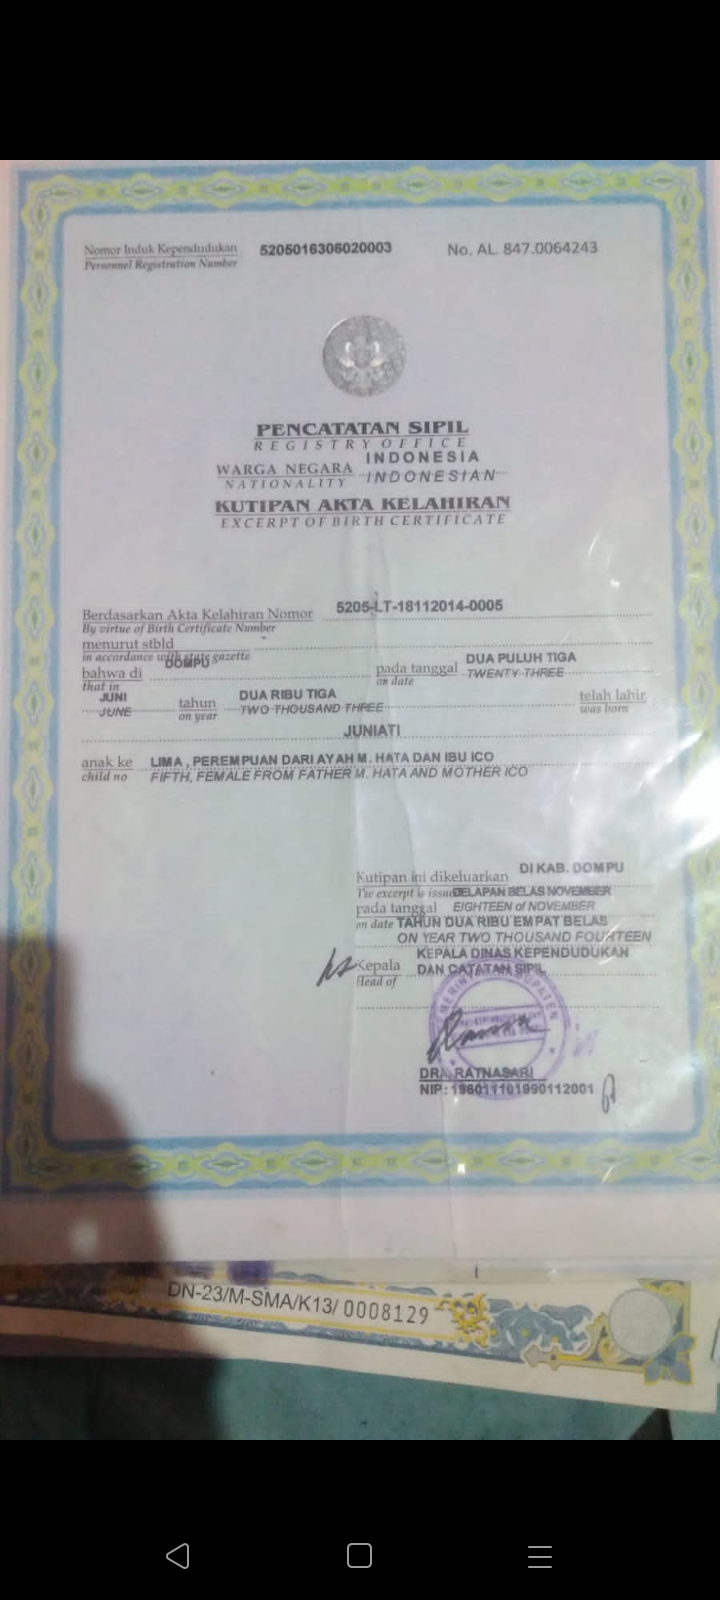 Nomor Induk Kependudukan 5205016306020003 No. AL. 847.0064243
Personnel Registration Number
PENCATATAN SIPIL
REGISTRY OFFICE
WARGA NEGARA INDONESIA
NATIONALITY INDONESIAN
KUTIPAN AKTA KELAHIRAN
EXCERPT OF BIRTH CERTIFICATE
Berdasarkan Akta Kelahiran Nomor 5205-LT-18112014-0005
By virtue of Birth Certificate Number
menurut stbld -
in accordance with state gazette
bahwa di DOMPU pada tanggal DUA PULUH TIGA
that in on date TWENTY THREE
JUNI tahun DUA RIBU TIGA telah lahir
JUNE on year TWO THOUSAND THREE was born
JUNIATI
anak ke LIMA , PEREMPUAN DARI AYAH M. HATA DAN IBU ICO
child no FIFTH, FEMALE FROM FATHER M. HATA AND MOTHER ICO
Kutipan ini dikeluarkan DI KAB. DOMPU
The excerpt is issued DELAPAN BELAS NOVEMBER
pada tanggal EIGHTEEN of NOVEMBER
on date TAHUN DUA RIBU EMPAT BELAS
ON YEAR TWO THOUSAND FOURTEEN
Kepala KEPALA DINAS KEPENDUDUKAN
Head of DAN CATATAN SIPIL
DRA. RATNASARI
NIP: 196011101990112001
DN-23/M-SMA/K13/ 0008129